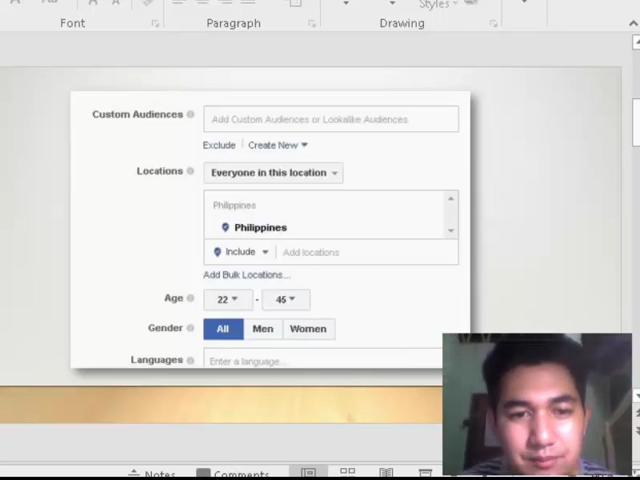 Font Paragraph Drawing
Styles
Custom Audiences Add Custom Audiences or Lookalike Audiences
Exclude | Create New
Locations Everyone in this location
Philippines
Philippines
Include Add locations
Add Bulk Locations...
Age 22 - 45
Gender All Men Women
Languages Enter a language...
Notes Comments